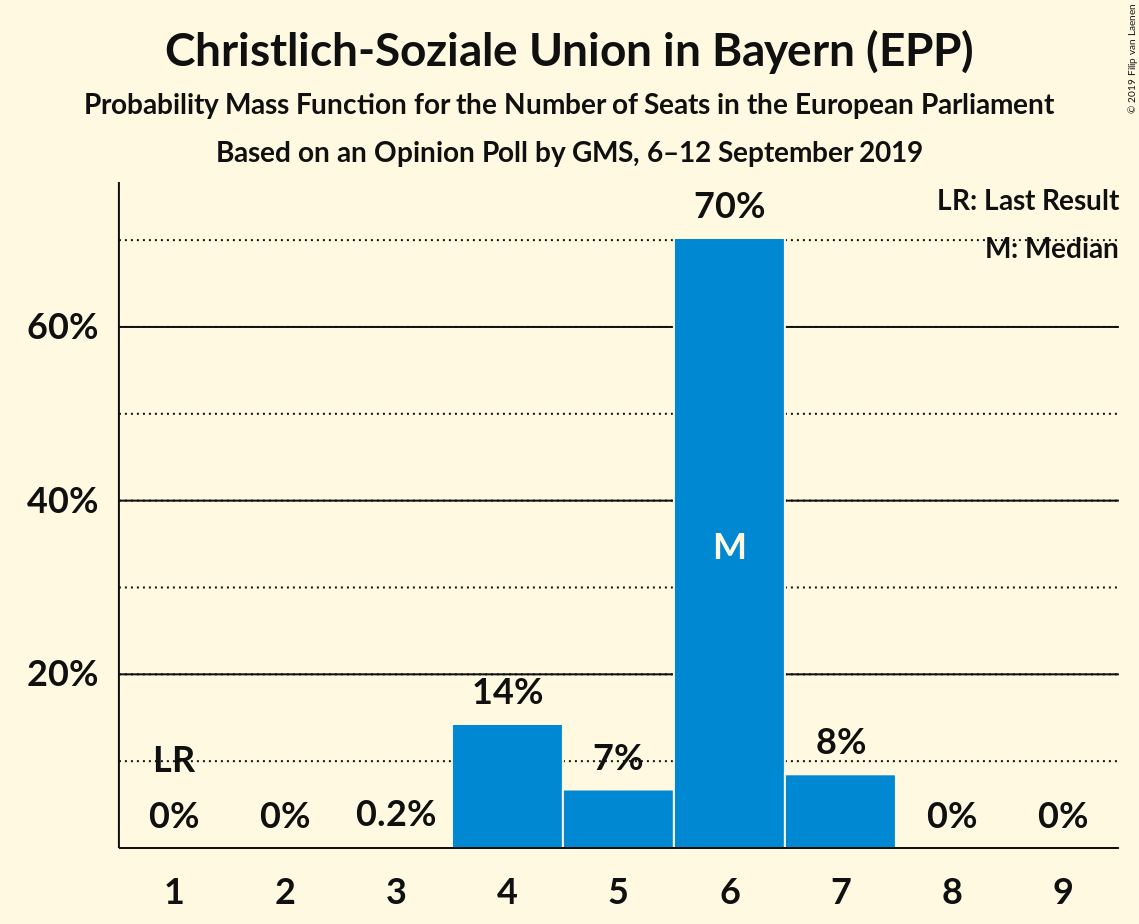 Christlich-Soziale Union in Bayern (EPP)
Probability Mass Function for the Number of Seats in the European Parliament
Based on an Opinion Poll by GMS, 6–12 September 2019
© 2019 Filip van Laenen
LR: Last Result
M: Median
70%
60%
40%
M
20%
14%
LR
7%
8%
0%
0%
0.2%
0%
0%
1 2 3 4 5 6 7 8 9